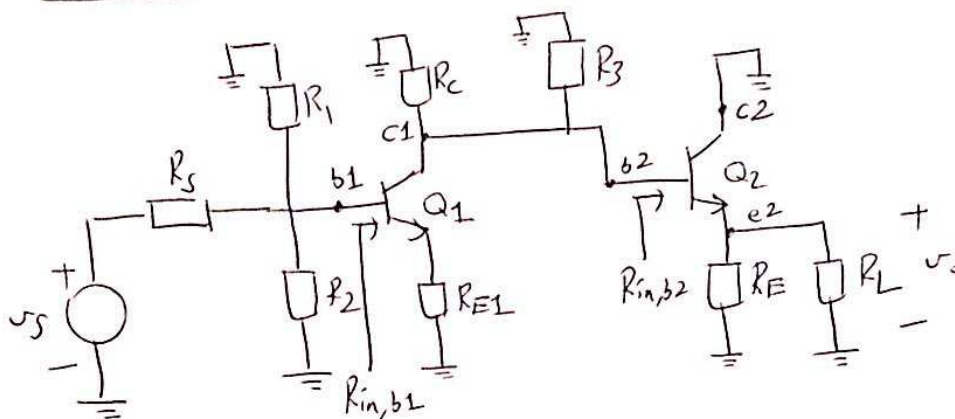 R1
Rc
R3
c2
c1
Rs
b1
b2
Q2
Q1
e2
+
+
R2
RE1
Rin,b2
RE
RL
vs
−
−
Rin,b1